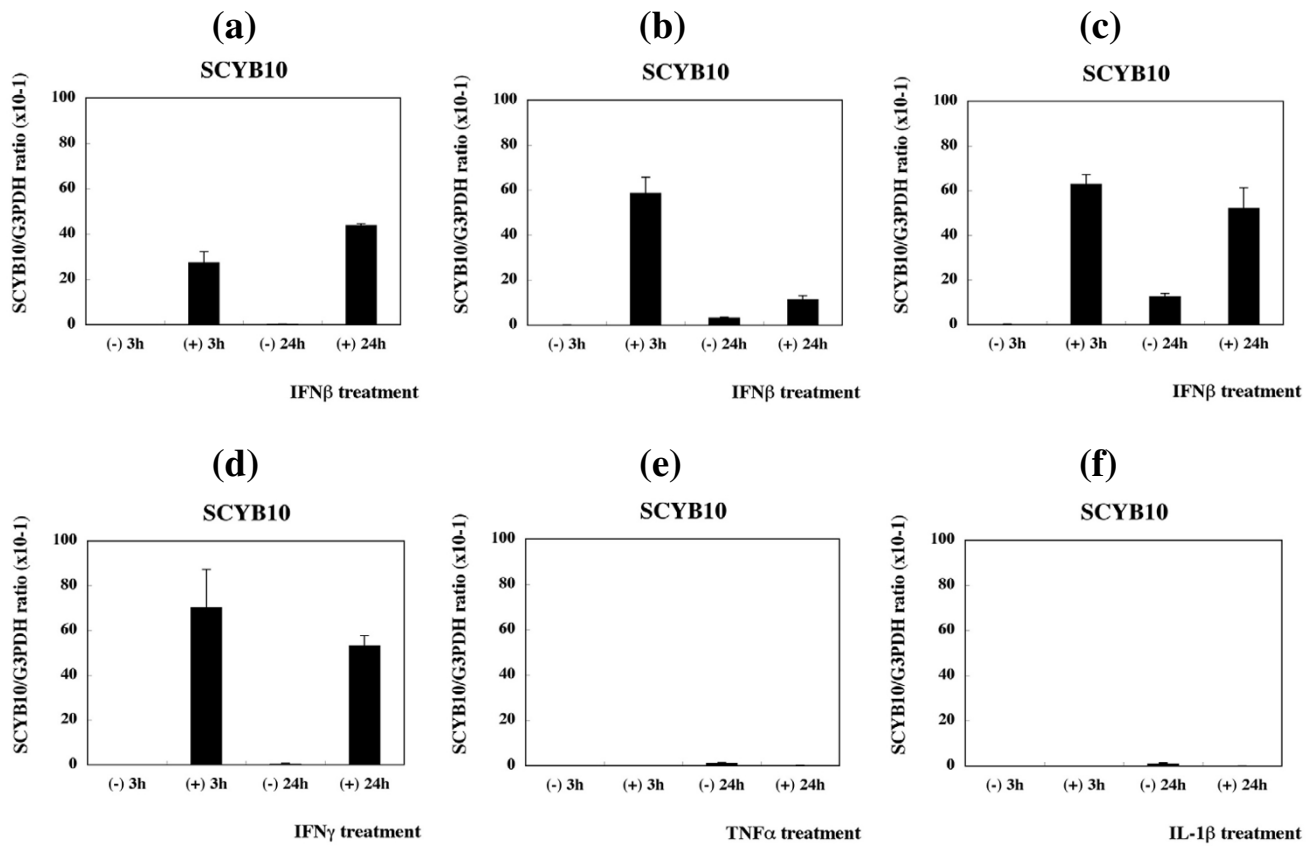 (a)
SCYB10
SCYB10/G3PDH ratio (x10-1)
100
80
60
40
20
0
(-) 3h (+) 3h (-) 24h (+) 24h
IFNβ treatment
(b)
SCYB10
SCYB10/G3PDH ratio (x10-1)
100
80
60
40
20
0
(-) 3h (+) 3h (-) 24h (+) 24h
IFNβ treatment
(c)
SCYB10
SCYB10/G3PDH ratio (x10-1)
100
80
60
40
20
0
(-) 3h (+) 3h (-) 24h (+) 24h
IFNβ treatment
(d)
SCYB10
SCYB10/G3PDH ratio (x10-1)
100
80
60
40
20
0
(-) 3h (+) 3h (-) 24h (+) 24h
IFNγ treatment
(e)
SCYB10
SCYB10/G3PDH ratio (x10-1)
100
80
60
40
20
0
(-) 3h (+) 3h (-) 24h (+) 24h
TNFα treatment
(f)
SCYB10
SCYB10/G3PDH ratio (x10-1)
100
80
60
40
20
0
(-) 3h (+) 3h (-) 24h (+) 24h
IL-1β treatment